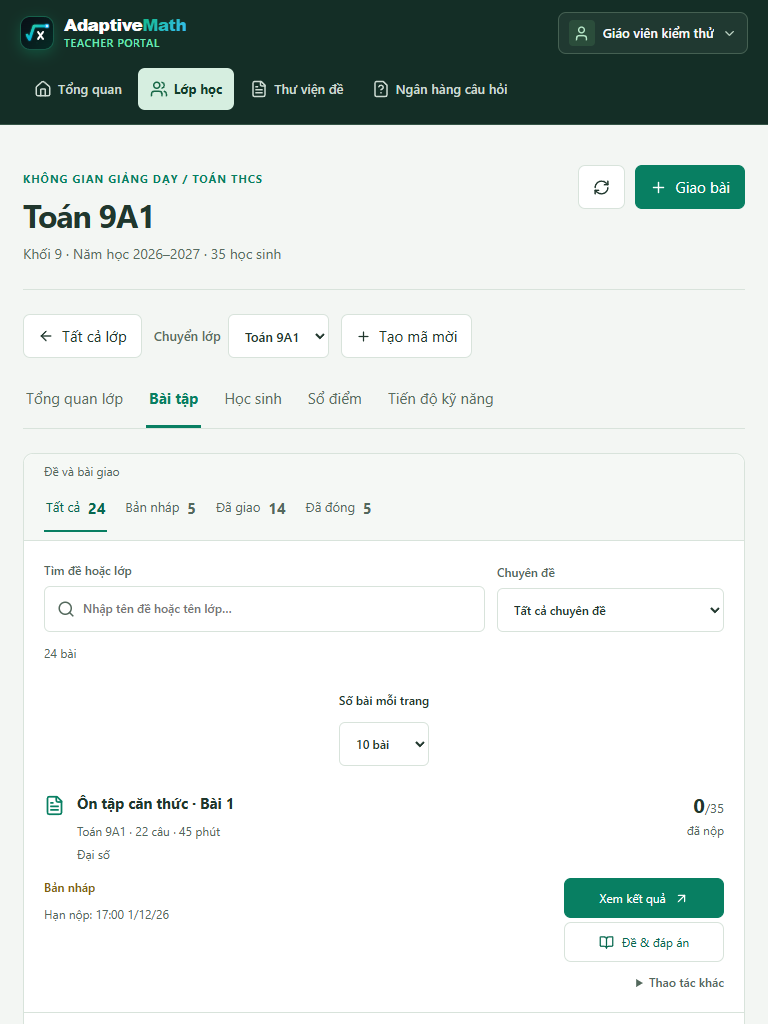 AdaptiveMath
TEACHER PORTAL
Giáo viên kiểm thử
Tổng quan
Lớp học
Thư viện đề
Ngân hàng câu hỏi
KHÔNG GIAN GIẢNG DẠY / TOÁN THCS
Toán 9A1
Khối 9 · Năm học 2026–2027 · 35 học sinh
Giao bài
Tất cả lớp
Chuyển lớp
Toán 9A1
Tạo mã mời
Tổng quan lớp
Bài tập
Học sinh
Sổ điểm
Tiến độ kỹ năng
Đề và bài giao
Tất cả 24
Bản nháp 5
Đã giao 14
Đã đóng 5
Tìm đề hoặc lớp
Nhập tên đề hoặc tên lớp...
Chuyên đề
Tất cả chuyên đề
24 bài
Số bài mỗi trang
10 bài
Ôn tập căn thức · Bài 1
Toán 9A1 · 22 câu · 45 phút
Đại số
0/35
đã nộp
Bản nháp
Hạn nộp: 17:00 1/12/26
Xem kết quả
Đề & đáp án
Thao tác khác